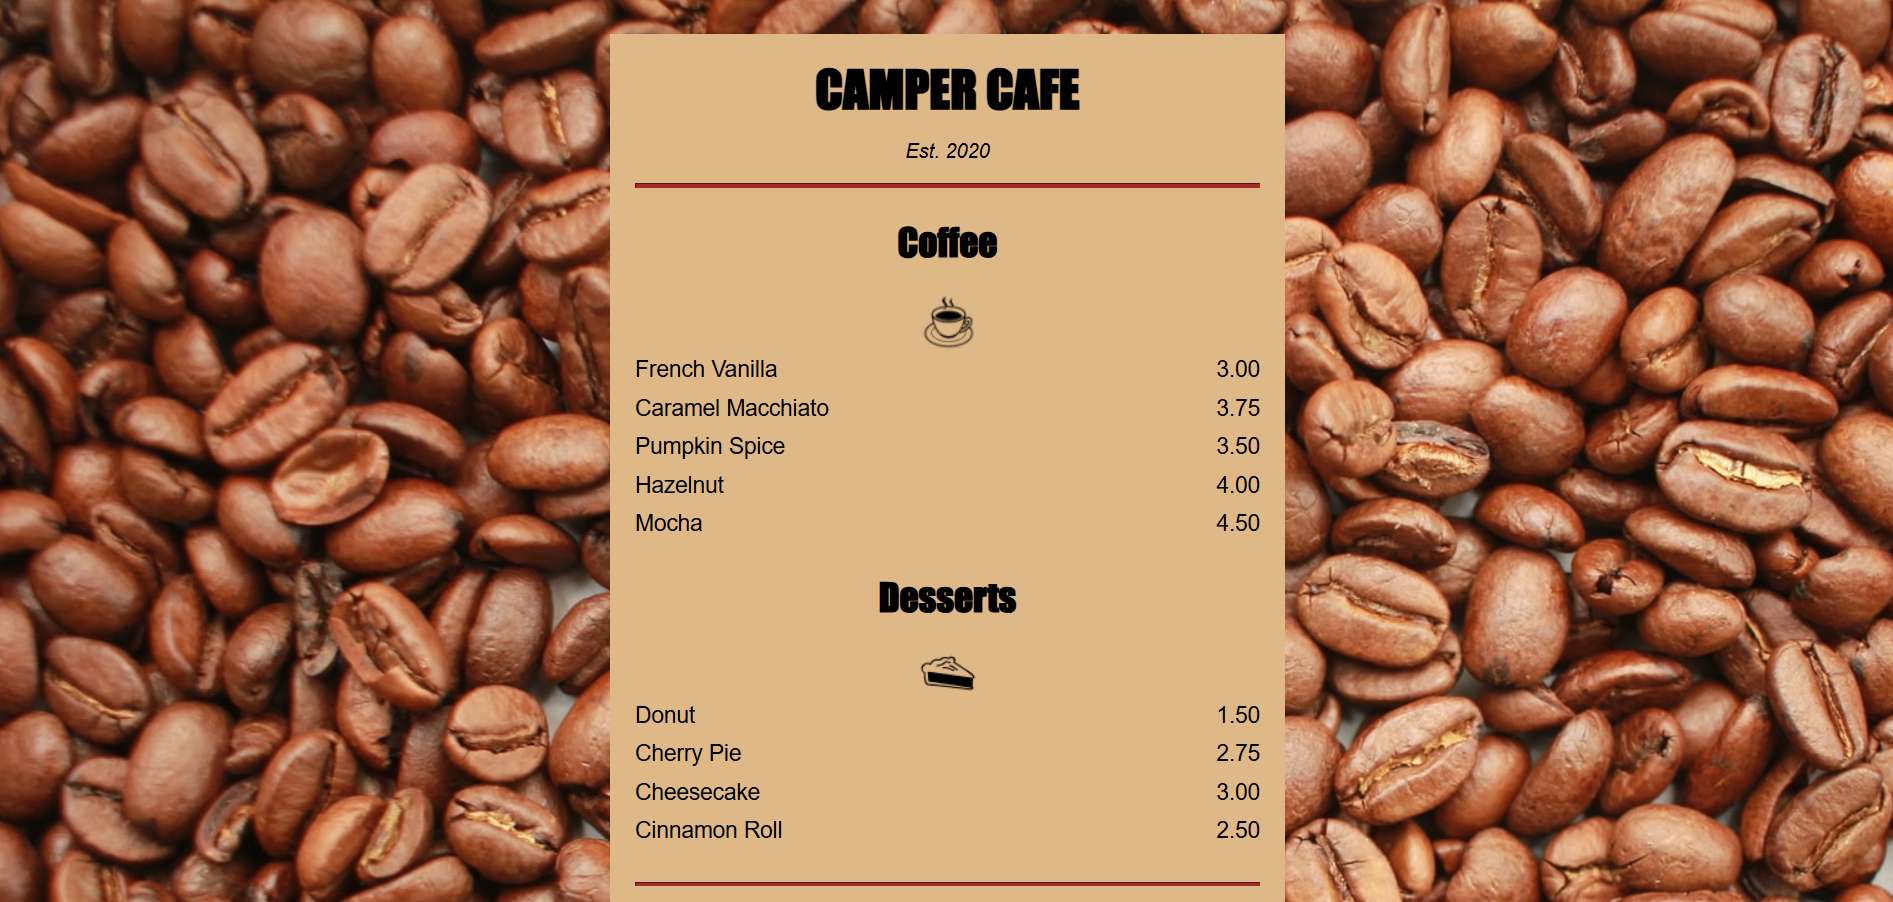 CAMPER CAFE
Est. 2020
Coffee
French Vanilla 3.00
Caramel Macchiato 3.75
Pumpkin Spice 3.50
Hazelnut 4.00
Mocha 4.50
Desserts
Donut 1.50
Cherry Pie 2.75
Cheesecake 3.00
Cinnamon Roll 2.50